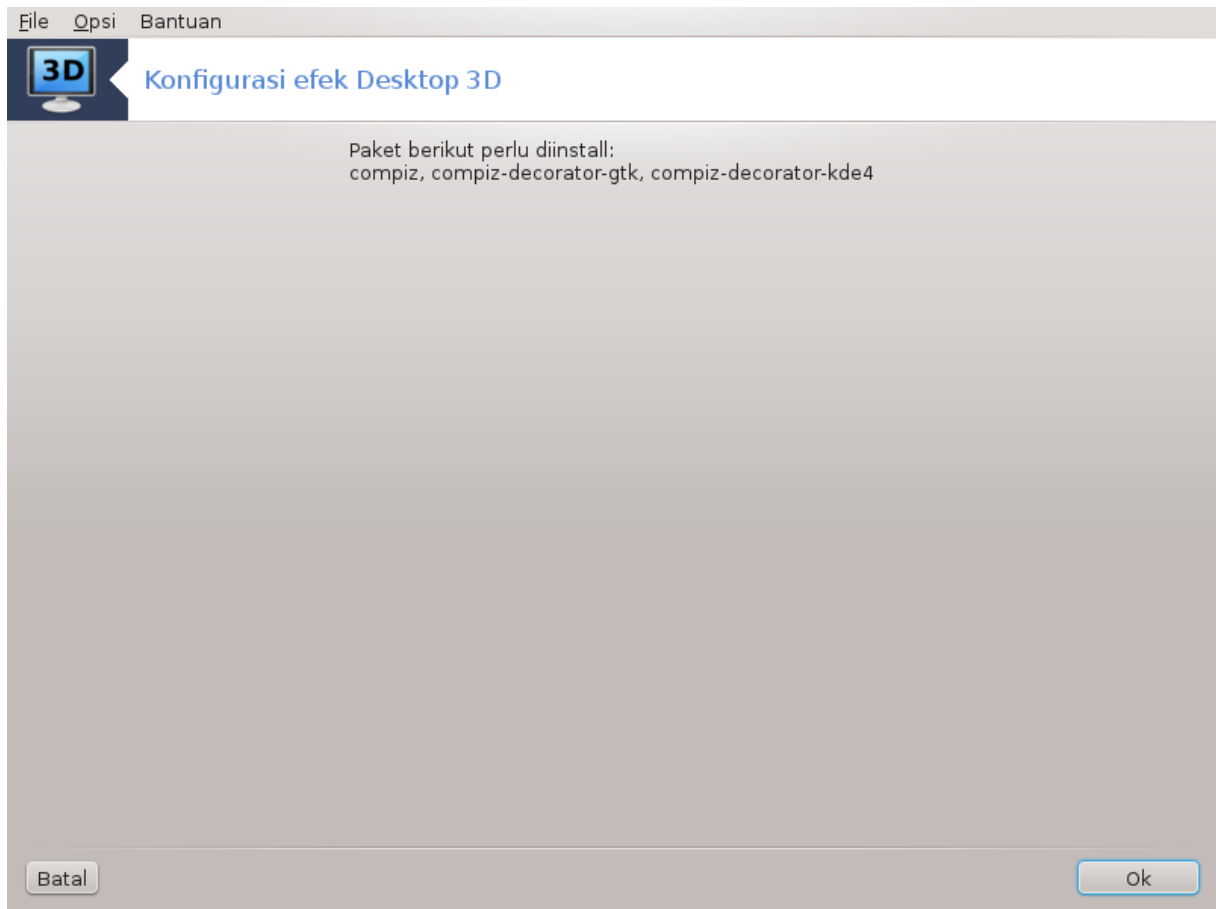 File Opsi Bantuan
3D
Konfigurasi efek Desktop 3D
Paket berikut perlu diinstall:
compiz, compiz-decorator-gtk, compiz-decorator-kde4
Batal Ok